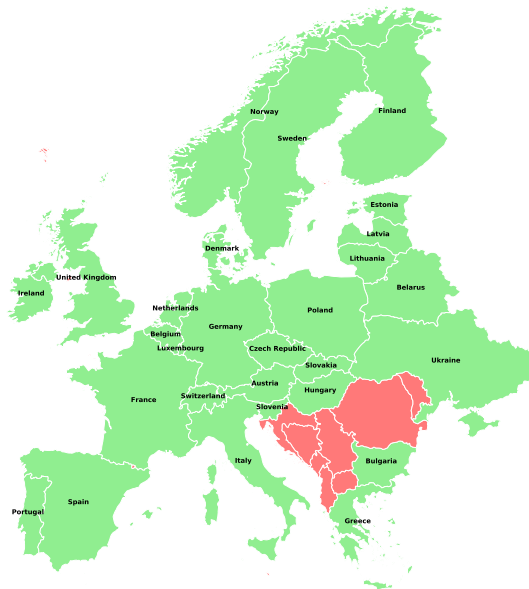 Norway
Finland
Sweden
Estonia
Latvia
Denmark
Lithuania
United Kingdom
Belarus
Ireland
Netherlands
Poland
Germany
Belgium
Luxembourg
Czech Republic
Ukraine
Slovakia
Austria
Hungary
Switzerland
France
Slovenia
Italy
Bulgaria
Spain
Portugal
Greece